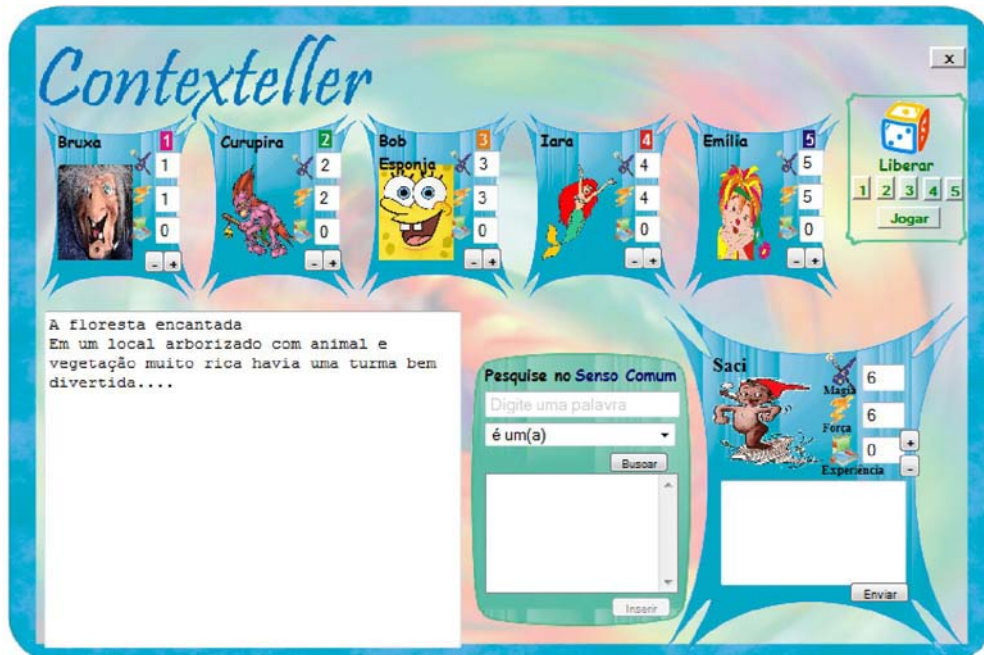 Contexteller
x
Bruxa 1
1
1
0
- +
Curupira 2
2
2
0
- +
Bob Esponja 3
3
3
0
- +
Iara 4
4
4
0
- +
Emília 5
5
5
0
- +
Liberar
1 2 3 4 5
Jogar
A floresta encantada
Em um local arborizado com animal e
vegetação muito rica havia uma turma bem
divertida....
Pesquise no Senso Comum
Digite uma palavra
é um(a)
Buscar
Inserir
Saci
Magia 6
Força 6
Experiência 0
+
-
Enviar